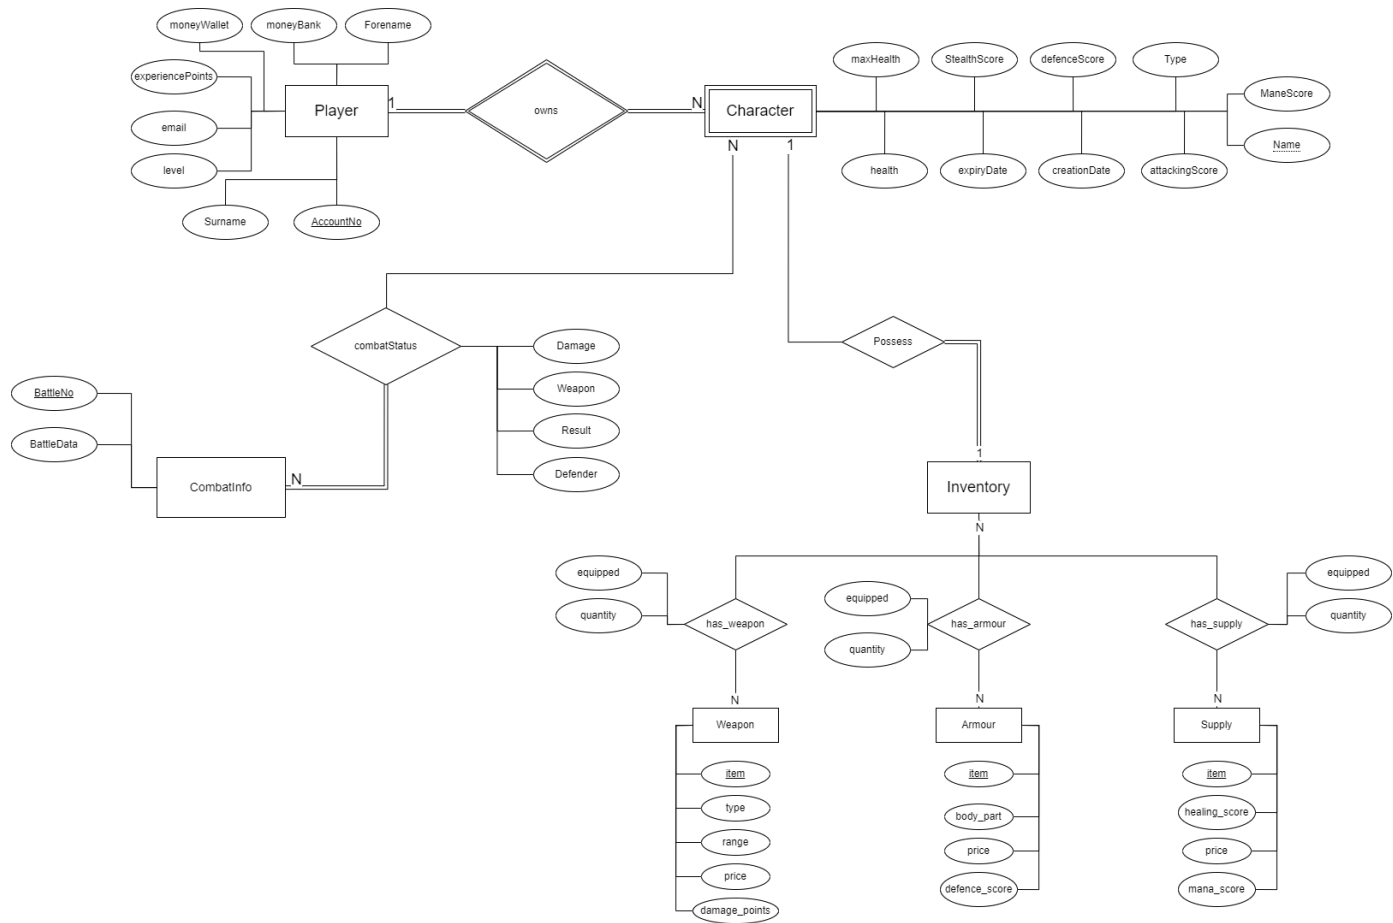 moneyWallet
moneyBank
Forename
experiencePoints
email
level
Surname
AccountNo
Player
1
owns
N
Character
N
1
maxHealth
StealthScore
defenceScore
Type
ManeScore
Name
health
expiryDate
creationDate
attackingScore
combatStatus
Damage
Weapon
Result
Defender
BattleNo
BattleData
CombatInfo
N
Possess
1
Inventory
N
equipped
quantity
has_weapon
equipped
quantity
has_armour
has_supply
equipped
quantity
N
N
N
Weapon
item
type
range
price
damage_points
Armour
item
body_part
price
defence_score
Supply
item
healing_score
price
mana_score